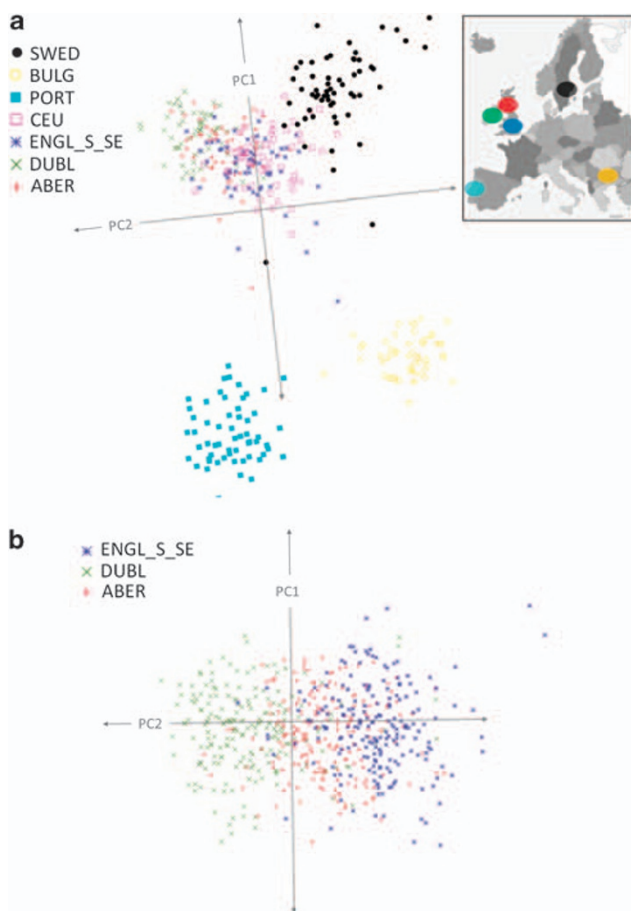 a
SWED
BULG
PORT
CEU
ENGL_S_SE
DUBL
ABER
PC1
PC2
b
ENGL_S_SE
DUBL
ABER
PC1
PC2